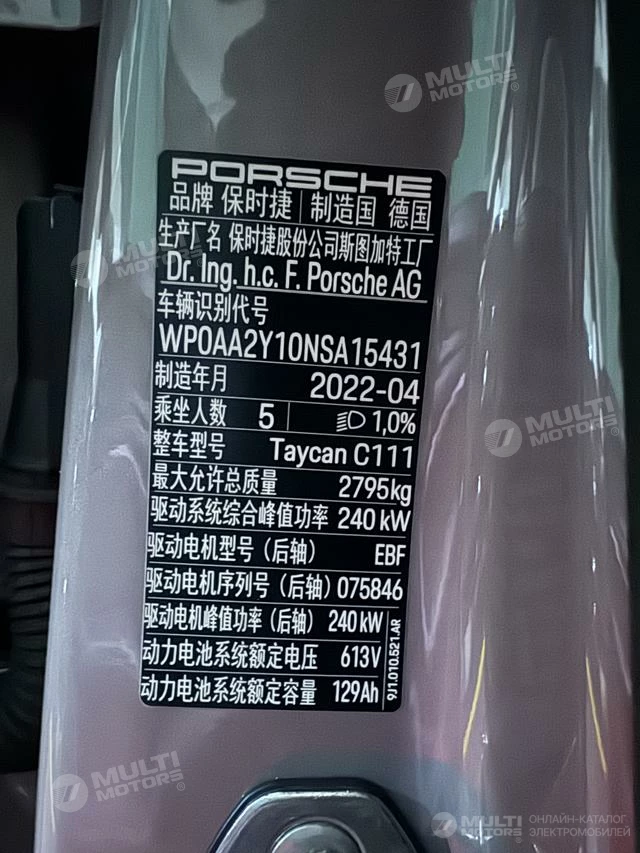 MULTI
MOTORS®
PORSCHE
品牌 保时捷 | 制造国 德国
生产厂名 保时捷股份公司斯图加特工厂
Dr. Ing. h.c. F. Porsche AG
车辆识别代号
WP0AA2Y10NSA15431
制造年月 2022-04
乘坐人数 5 | 1,0%
整车型号 Taycan C111
最大允许总质量 2795kg
驱动系统综合峰值功率 240 kW
驱动电机型号（后轴） EBF
驱动电机序列号（后轴）075846
驱动电机峰值功率（后轴） 240kW
动力电池系统额定电压 613V
动力电池系统额定容量 129Ah
9J1.010.521.AR
MULTI
MOTORS®
MULTI
MOTORS®
MULTI
MOTORS®
MULTI
MOTORS®
ОНЛАЙН-КАТАЛОГ
ЭЛЕКТРОМОБИЛЕЙ